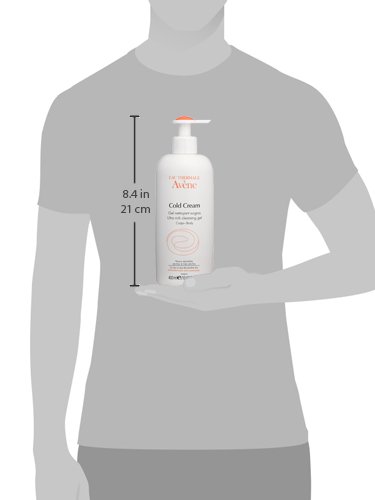 8.4 in
21 cm
EAU THERMALE
Avène
Cold Cream
Gel nettoyant surgras
Ultra rich cleansing gel
Corps Body